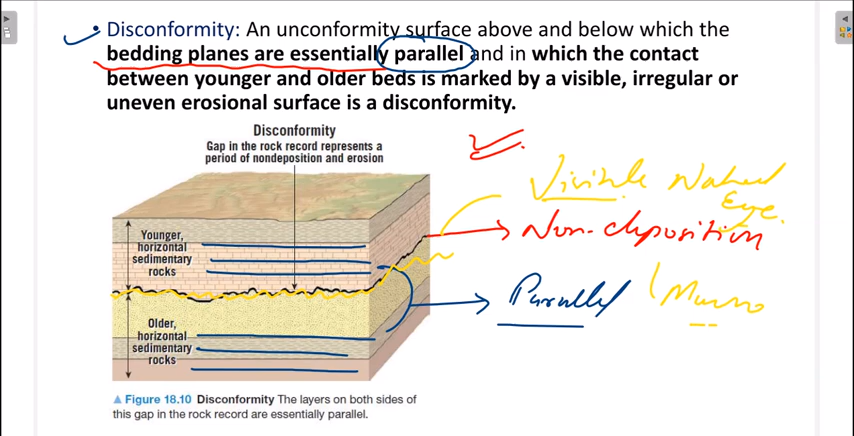 • Disconformity: An unconformity surface above and below which the
bedding planes are essentially parallel and in which the contact
between younger and older beds is marked by a visible, irregular or
uneven erosional surface is a disconformity.
Disconformity
Gap in the rock record represents a
period of nondeposition and erosion
Visible Naked
Eye.
Younger,
horizontal
sedimentary
rocks
Non-deposition
Parallel
Older,
horizontal
sedimentary
rocks
▲ Figure 18.10 Disconformity The layers on both sides of
this gap in the rock record are essentially parallel.